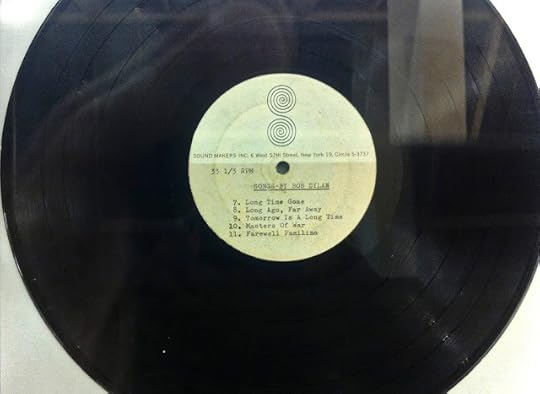 SOUND MAKERS INC. 6 West 57th Street, New York 19, Circle 5-3737
33 1/3 RPM
SONGS-BY BOB DYLAN
7. Long Time Gone
8. Long Ago, Far Away
9. Tomorrow Is A Long Time
10. Masters Of War
11. Farewell Familima